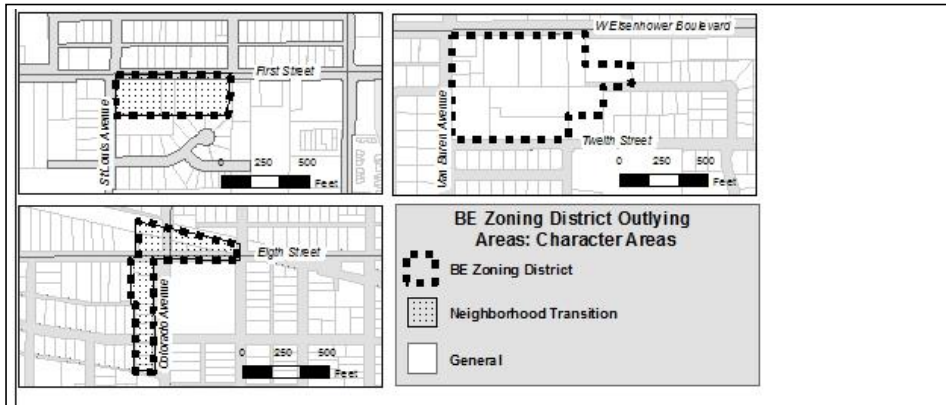 First Street
St Louis Avenue
0 250 500
Feet
W Eisenhower Boulevard
Van Buren Avenue
Twelth Street
0 250 500
Feet
Eigth Street
Colorado Avenue
0 250 500
Feet
BE Zoning District Outlying
Areas: Character Areas
BE Zoning District
Neighborhood Transition
General